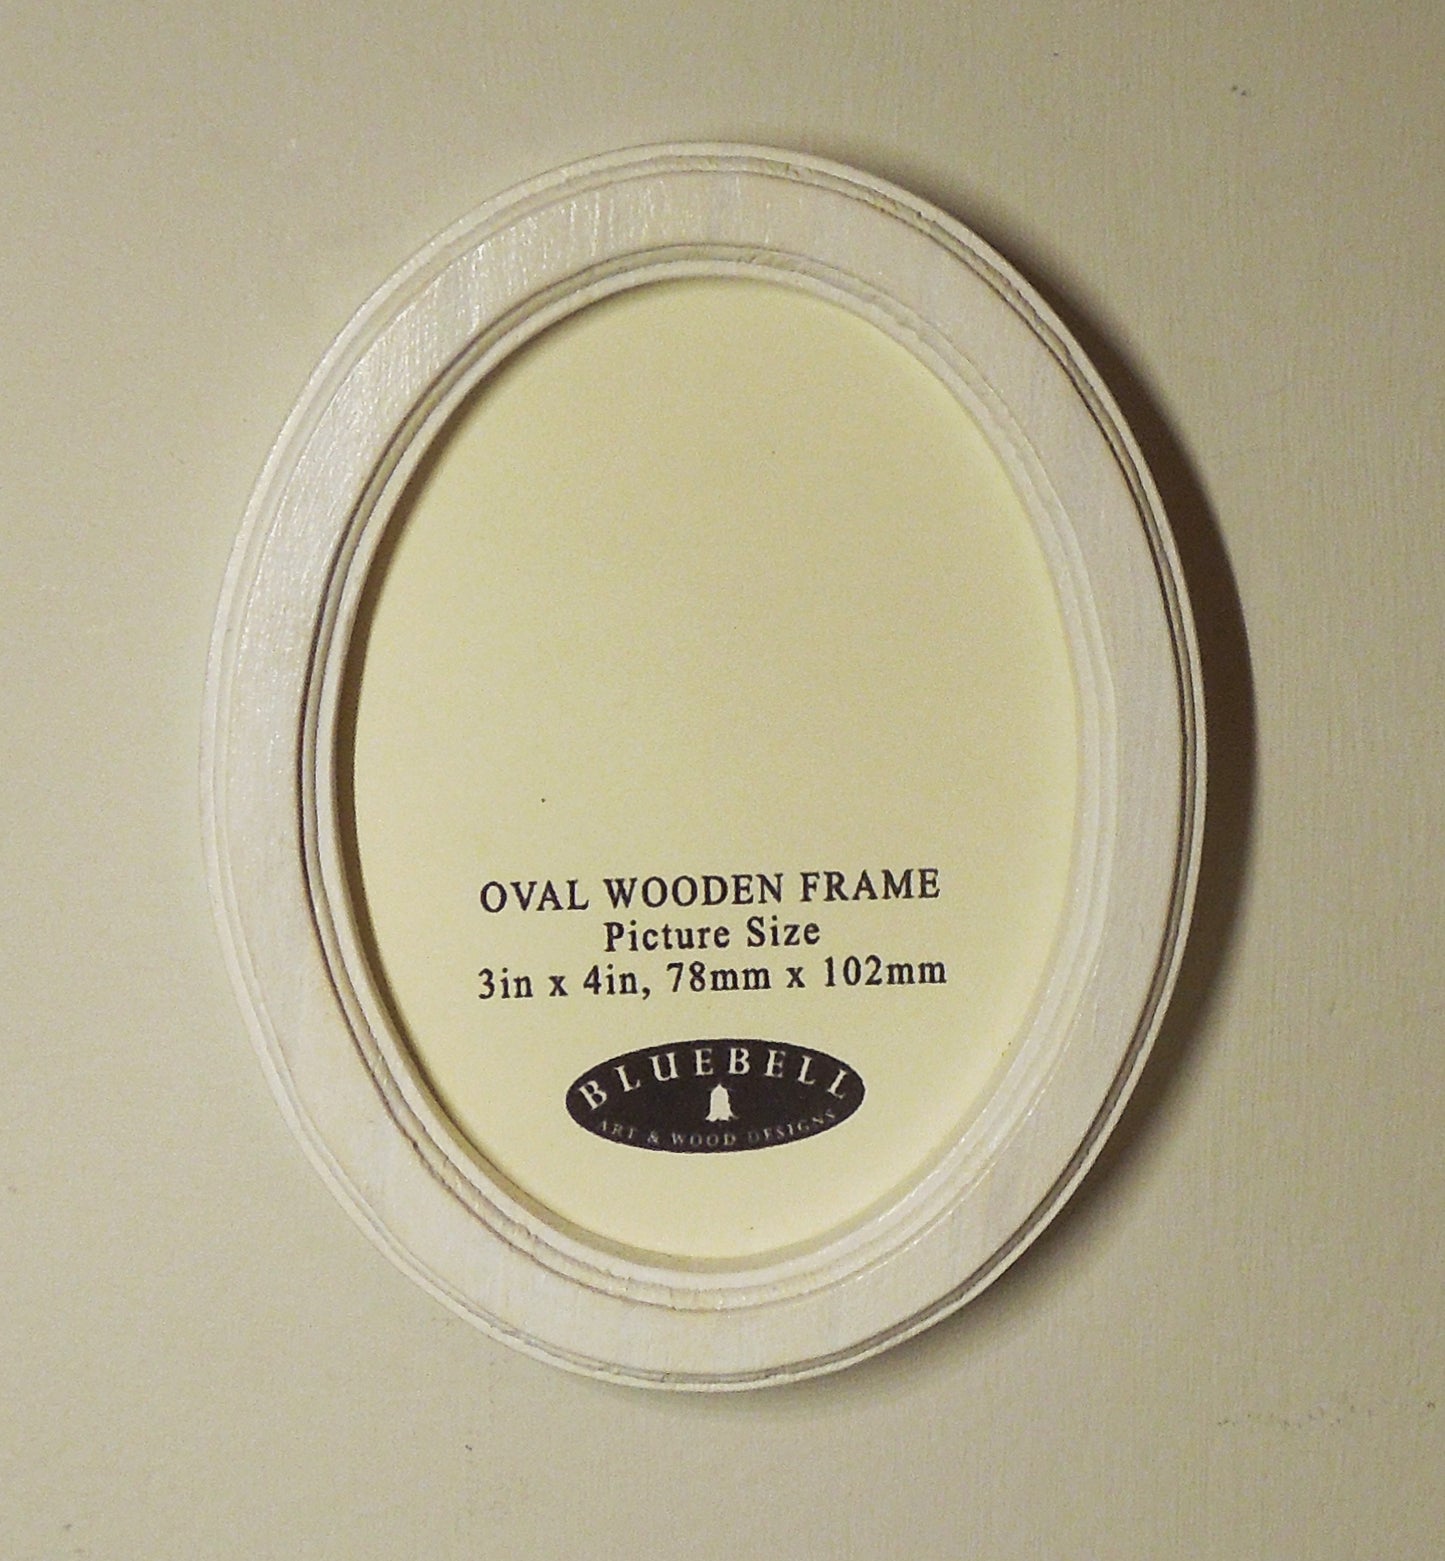 OVAL WOODEN FRAME
Picture Size
3in x 4in, 78mm x 102mm
BLUEBELL
ART & WOOD DESIGNS